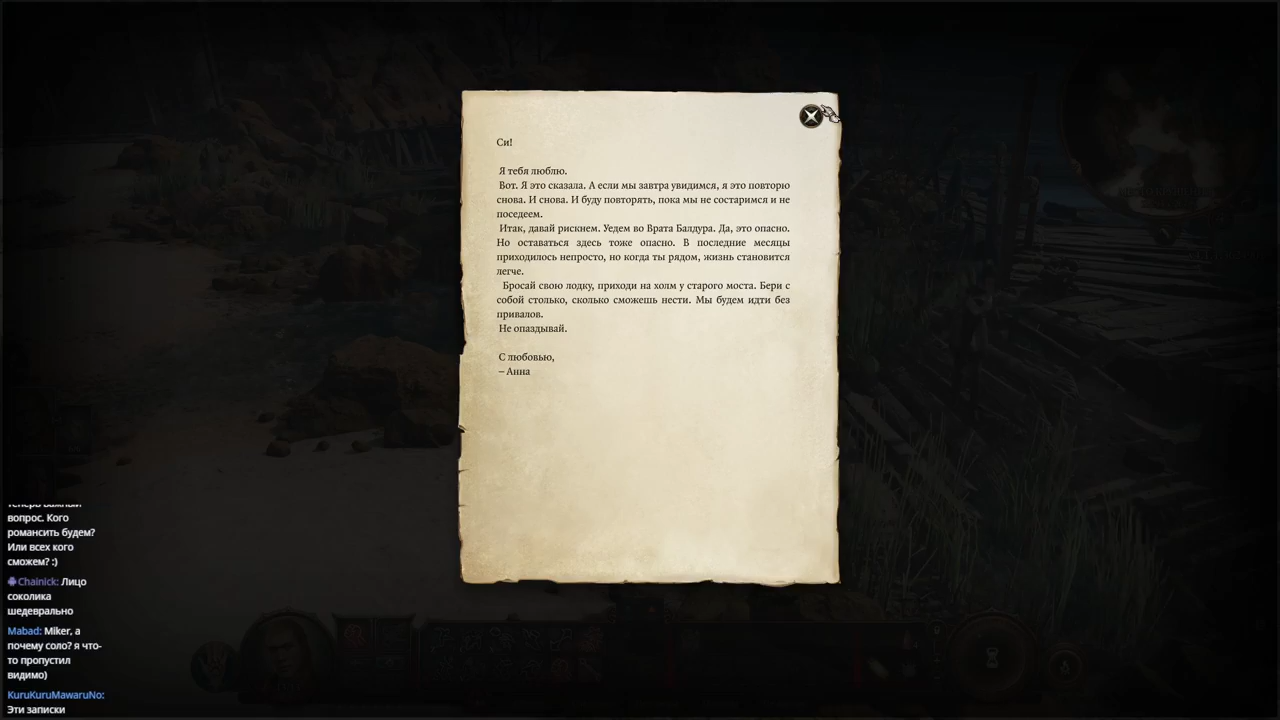 Си!
Я тебя люблю.
Вот. Я это сказала. А если мы завтра увидимся, я это повторю
снова. И снова. И буду повторять, пока мы не состаримся и не
поседеем.
Итак, давай рискнем. Уедем во Врата Балдура. Да, это опасно.
Но оставаться здесь тоже опасно. В последние месяцы
приходилось непросто, но когда ты рядом, жизнь становится
легче.
Бросай свою лодку, приходи на холм у старого моста. Бери с
собой столько, сколько сможешь нести. Мы будем идти без
привалов.
Не опаздывай.
С любовью,
– Анна
теперь важный
вопрос. Кого
романсить будем?
Или всех кого
сможем? :)
Chainick: Лицо
соколика
шедеврально
Mabad: Miker, а
почему соло? я что-
то пропустил
видимо)
KuruKuruMawaruNo:
Эти записки